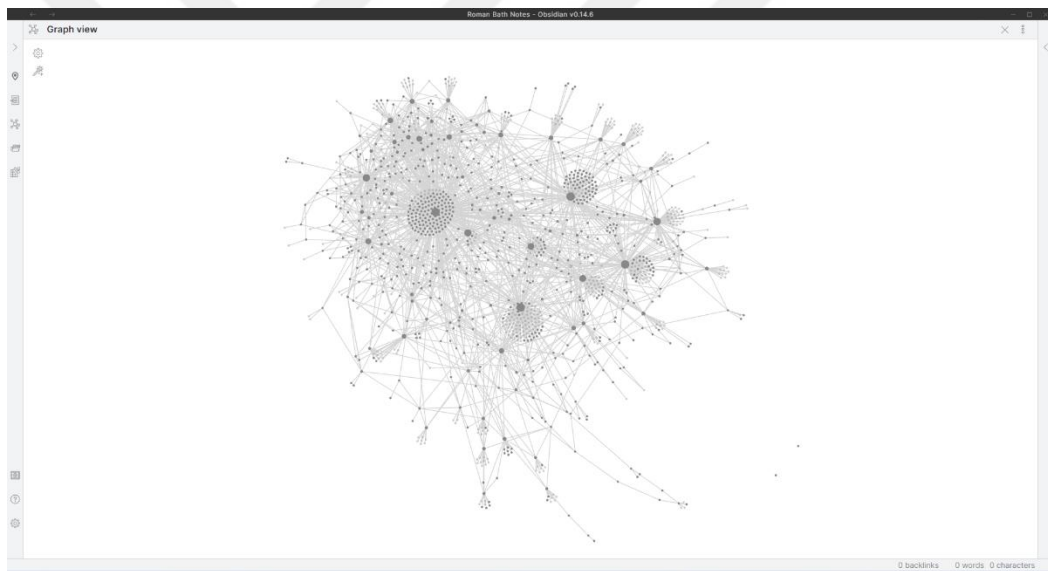 Roman Bath Notes - Obsidian v0.14.6
Graph view
0 backlinks 0 words 0 characters